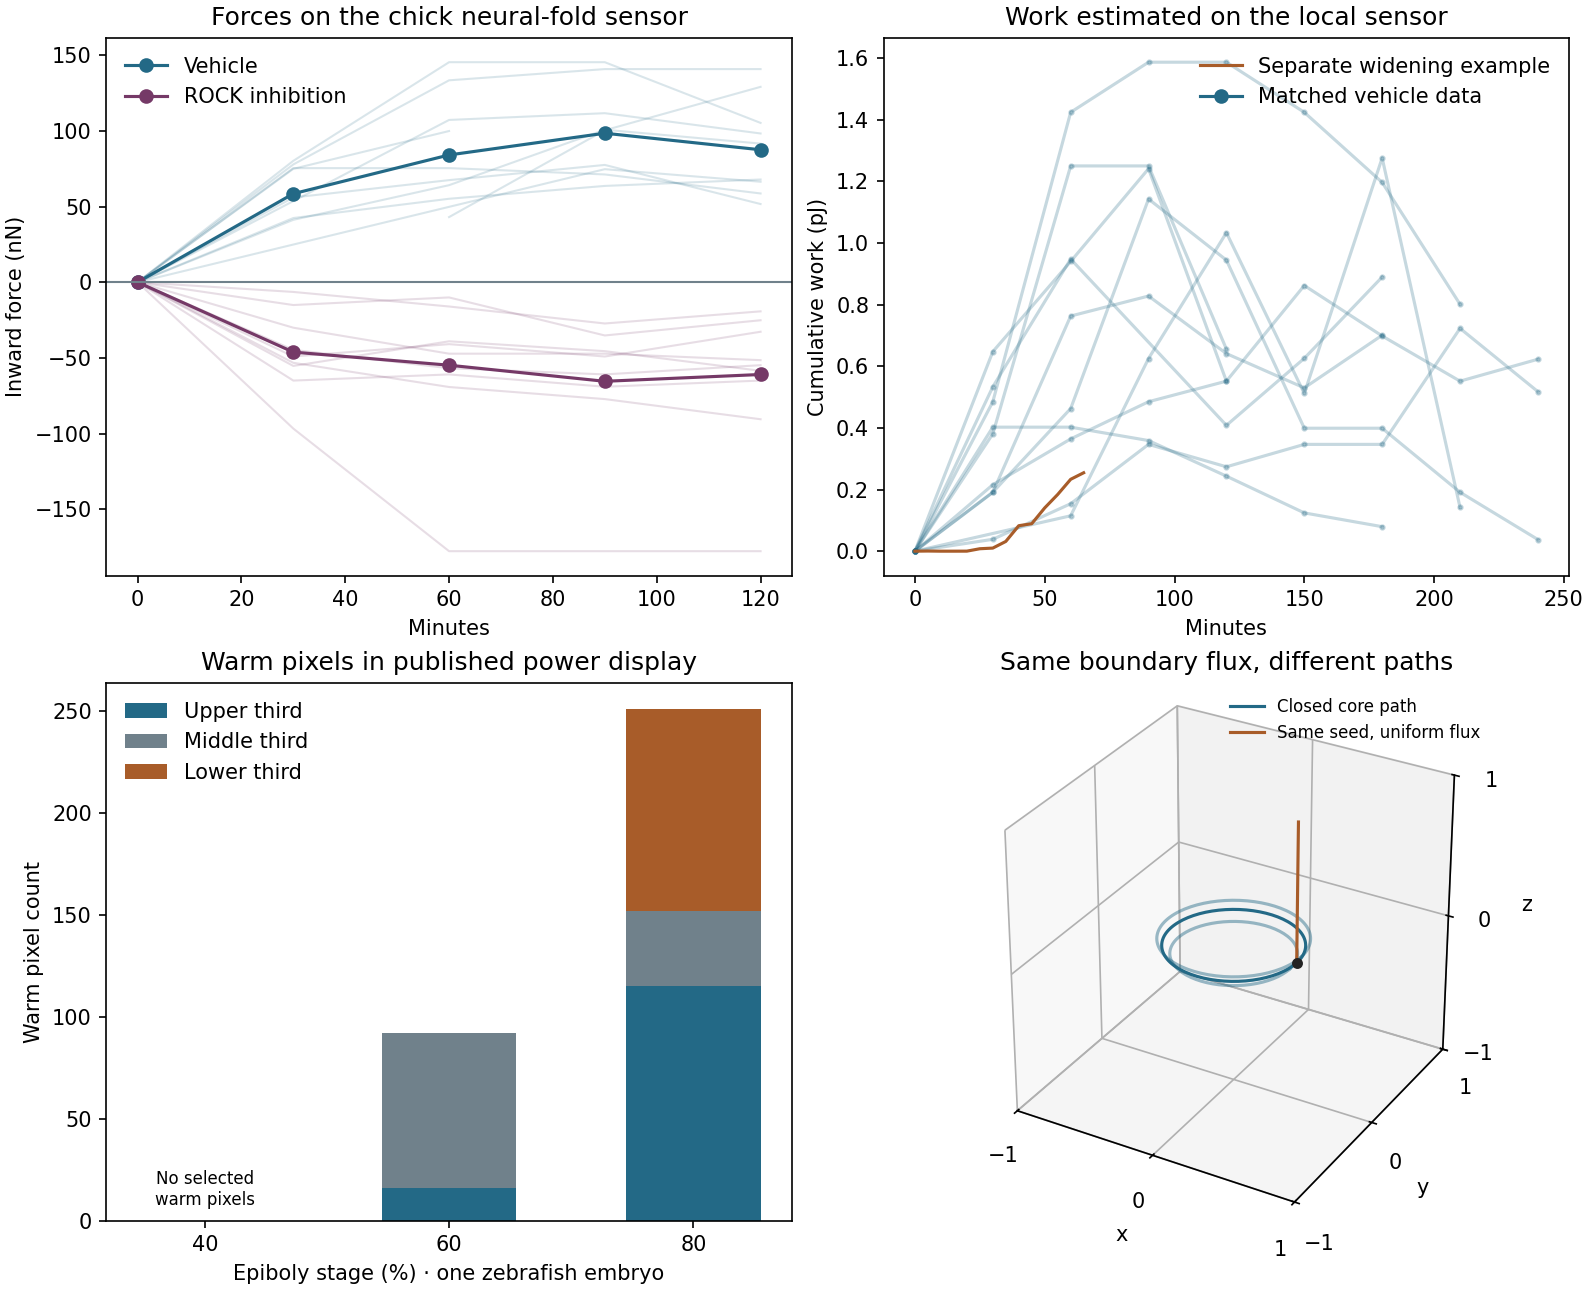 Forces on the chick neural-fold sensor
Vehicle
ROCK inhibition
150
100
50
0
−50
−100
−150
Inward force (nN)
0 20 40 60 80 100 120
Minutes
Work estimated on the local sensor
Separate widening example
Matched vehicle data
1.6
1.4
1.2
1.0
0.8
0.6
0.4
0.2
0.0
Cumulative work (pJ)
0 50 100 150 200 250
Minutes
Warm pixels in published power display
Upper third
Middle third
Lower third
250
200
150
100
50
0
Warm pixel count
No selected
warm pixels
40 60 80
Epiboly stage (%) · one zebrafish embryo
Same boundary flux, different paths
Closed core path
Same seed, uniform flux
1
0
−1
z
1
0
−1
y
−1
0
1
x